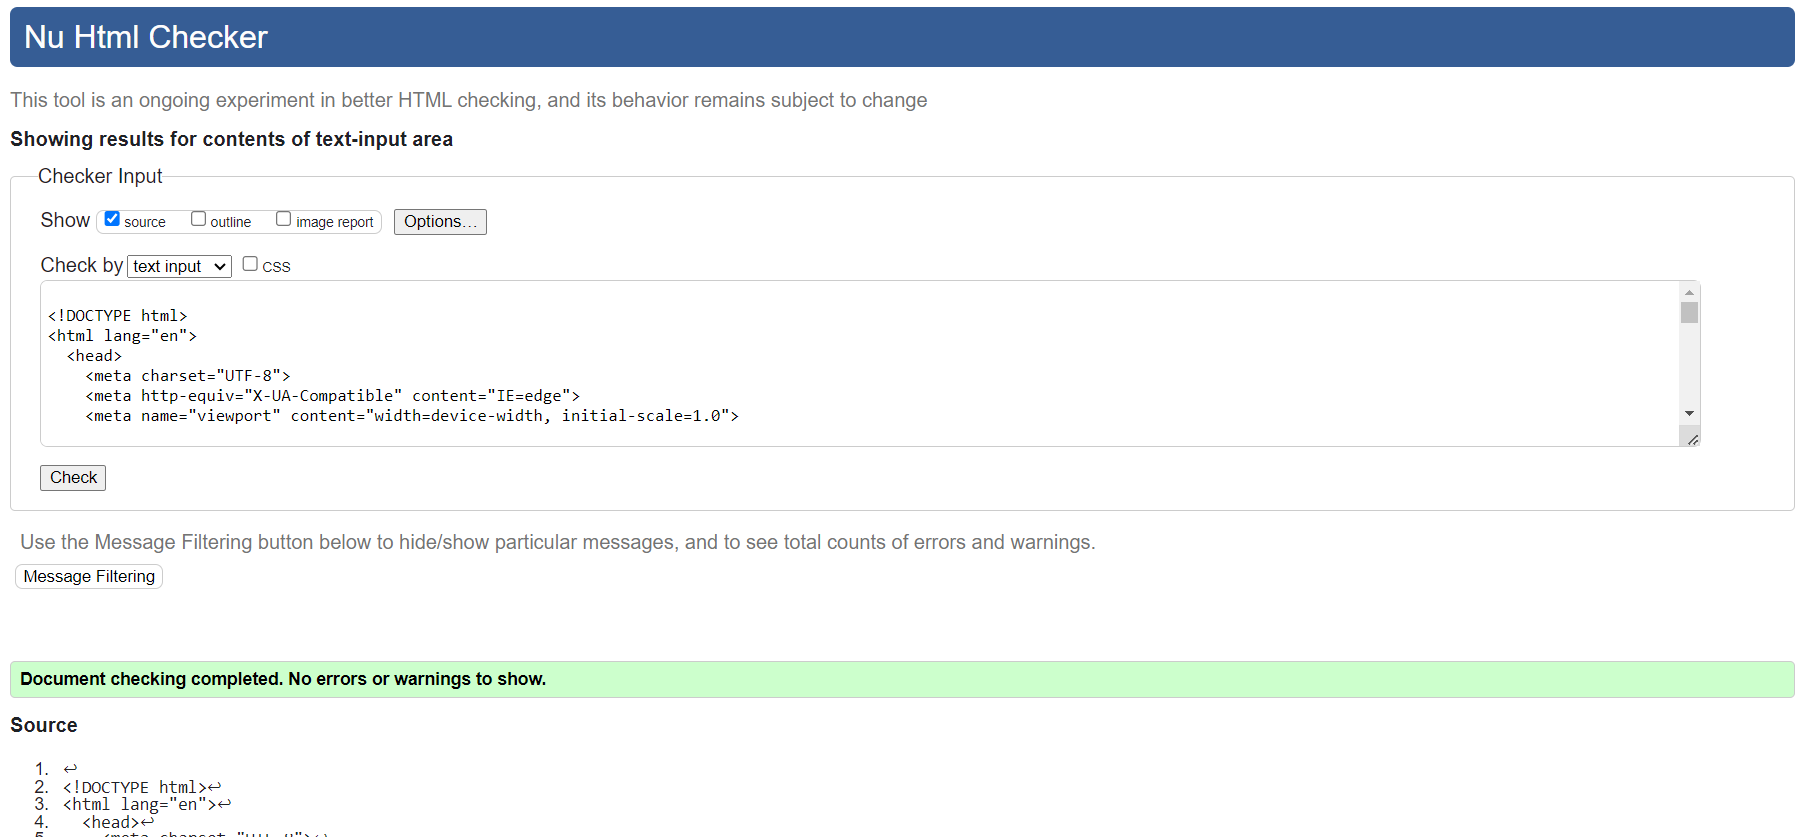 Nu Html Checker
This tool is an ongoing experiment in better HTML checking, and its behavior remains subject to change
Showing results for contents of text-input area
Checker Input
Show source outline image report Options...
Check by text input CSS
<!DOCTYPE html>
<html lang="en">
<head>
<meta charset="UTF-8">
<meta http-equiv="X-UA-Compatible" content="IE=edge">
<meta name="viewport" content="width=device-width, initial-scale=1.0">
Check
Use the Message Filtering button below to hide/show particular messages, and to see total counts of errors and warnings.
Message Filtering
Document checking completed. No errors or warnings to show.
Source
1. ↩
2. <!DOCTYPE html>↩
3. <html lang="en">↩
4. <head>↩
5. <meta charset="UTF-8">↩